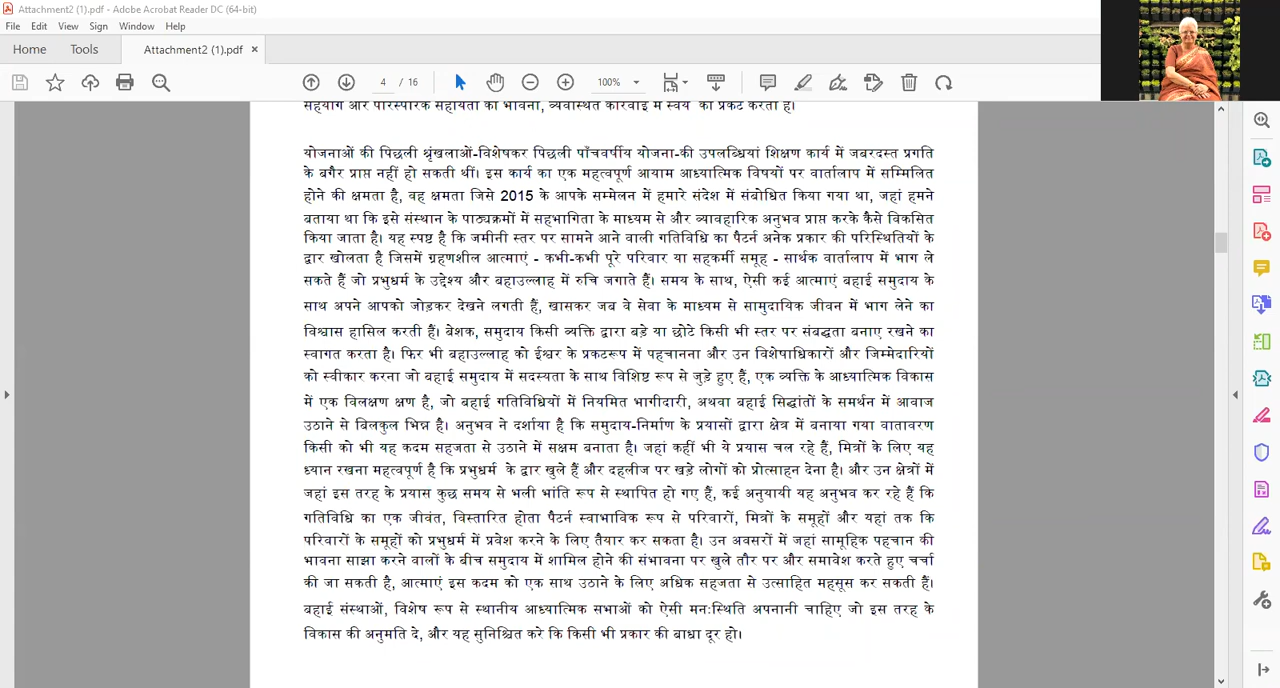 Attachment2 (1).pdf - Adobe Acrobat Reader DC (64-bit)
File Edit View Sign Window Help
Home Tools Attachment2 (1).pdf ×
4 / 16 100%
सहयोग और पारस्परिक सहायता की भावना, व्यवस्थित कार्रवाई में स्वयं को प्रकट करती है।
योजनाओं की पिछली श्रृंखलाओं-विशेषकर पिछली पाँचवर्षीय योजना-की उपलब्धियां शिक्षण कार्य में जबरदस्त प्रगति
के बगैर प्राप्त नहीं हो सकती थीं। इस कार्य का एक महत्वपूर्ण आयाम आध्यात्मिक विषयों पर वार्तालाप में सम्मिलित
होने की क्षमता है, वह क्षमता जिसे 2015 के आपके सम्मेलन में हमारे संदेश में संबोधित किया गया था, जहां हमने
बताया था कि इसे संस्थान के पाठ्यक्रमों में सहभागिता के माध्यम से और व्यावहारिक अनुभव प्राप्त करके कैसे विकसित
किया जाता है। यह स्पष्ट है कि जमीनी स्तर पर सामने आने वाली गतिविधि का पैटर्न अनेक प्रकार की परिस्थितियों के
द्वार खोलता है जिसमें ग्रहणशील आत्माएं - कभी-कभी पूरे परिवार या सहकर्मी समूह - सार्थक वार्तालाप में भाग ले
सकते हैं जो प्रभुधर्म के उद्देश्य और बहाउल्लाह में रुचि जगाते हैं। समय के साथ, ऐसी कई आत्माएं बहाई समुदाय के
साथ अपने आपको जोड़कर देखने लगती हैं, खासकर जब वे सेवा के माध्यम से सामुदायिक जीवन में भाग लेने का
विश्वास हासिल करती हैं। बेशक, समुदाय किसी व्यक्ति द्वारा बड़े या छोटे किसी भी स्तर पर संबद्धता बनाए रखने का
स्वागत करता है। फिर भी बहाउल्लाह को ईश्वर के प्रकटरूप में पहचानना और उन विशेषाधिकारों और जिम्मेदारियों
को स्वीकार करना जो बहाई समुदाय में सदस्यता के साथ विशिष्ट रूप से जुड़े हुए हैं, एक व्यक्ति के आध्यात्मिक विकास
में एक विलक्षण क्षण है, जो बहाई गतिविधियों में नियमित भागीदारी, अथवा बहाई सिद्धांतों के समर्थन में आवाज
उठाने से बिलकुल भिन्न है। अनुभव ने दर्शाया है कि समुदाय-निर्माण के प्रयासों द्वारा क्षेत्र में बनाया गया वातावरण
किसी को भी यह कदम सहजता से उठाने में सक्षम बनाता है। जहां कहीं भी ये प्रयास चल रहे हैं, मित्रों के लिए यह
ध्यान रखना महत्वपूर्ण है कि प्रभुधर्म के द्वार खुले हैं और दहलीज पर खड़े लोगों को प्रोत्साहन देना है। और उन क्षेत्रों में
जहां इस तरह के प्रयास कुछ समय से भली भांति रूप से स्थापित हो गए हैं, कई अनुयायी यह अनुभव कर रहे हैं कि
गतिविधि का एक जीवंत, विस्तारित होता पैटर्न स्वाभाविक रूप से परिवारों, मित्रों के समूहों और यहां तक कि
परिवारों के समूहों को प्रभुधर्म में प्रवेश करने के लिए तैयार कर सकता है। उन अवसरों में जहां सामूहिक पहचान की
भावना साझा करने वालों के बीच समुदाय में शामिल होने की संभावना पर खुले तौर पर और समावेश करते हुए चर्चा
की जा सकती है, आत्माएं इस कदम को एक साथ उठाने के लिए अधिक सहजता से उत्साहित महसूस कर सकती हैं।
बहाई संस्थाओं, विशेष रूप से स्थानीय आध्यात्मिक सभाओं को ऐसी मनःस्थिति अपनानी चाहिए जो इस तरह के
विकास की अनुमति दे, और यह सुनिश्चित करे कि किसी भी प्रकार की बाधा दूर हो।